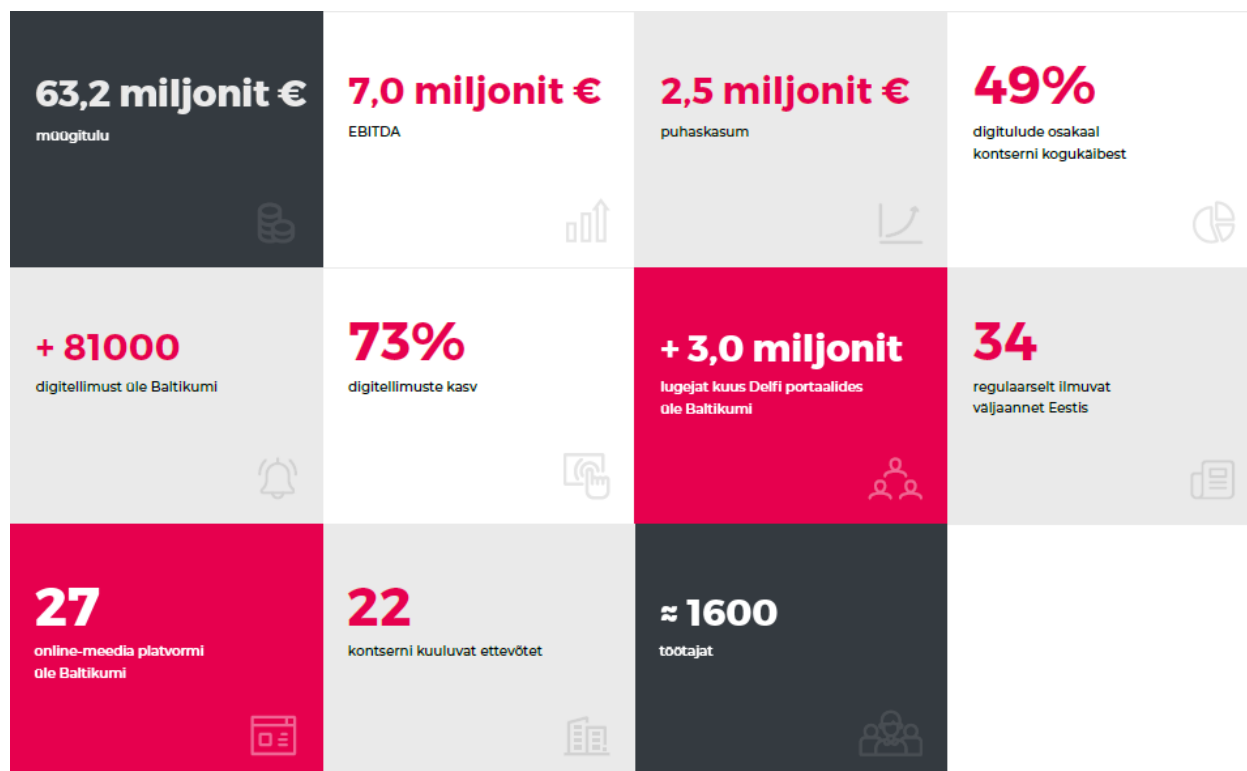 63,2 miljonit €
müügitulu
7,0 miljonit €
EBITDA
2,5 miljonit €
puhaskasum
49%
digitulude osakaal
kontserni kogukäibest
+ 81000
digitellimust üle Baltikumi
73%
digitellimuste kasv
+ 3,0 miljonit
lugejat kuus Delfi portaalides
üle Baltikumi
34
regulaarselt ilmuvat
väljaannet Eestis
27
online-meedia platvormi
üle Baltikumi
22
kontserni kuuluvat ettevõtet
≈ 1600
töötajat